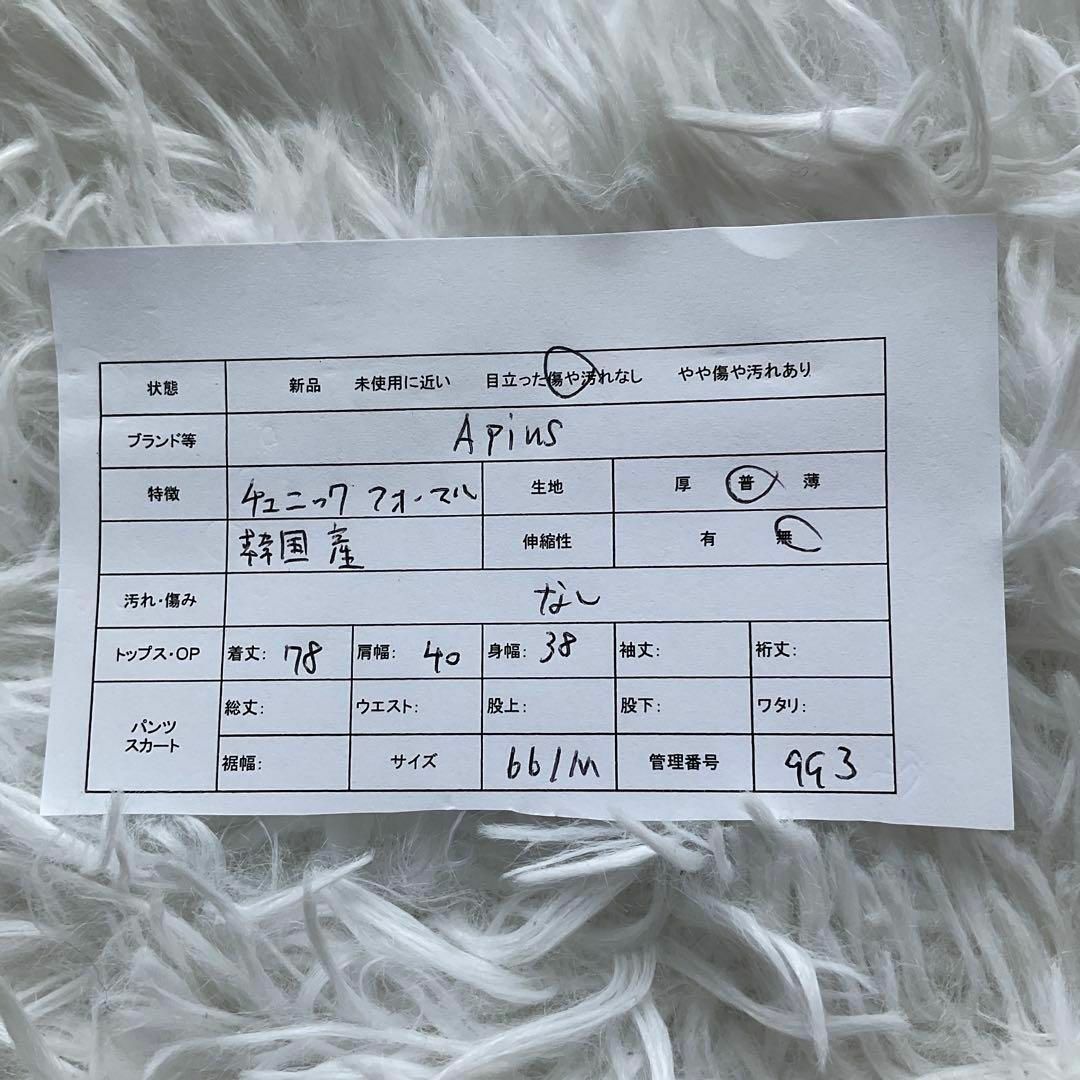 状態 新品 未使用に近い 目立った傷や汚れなし やや傷や汚れあり
ブランド等 Apius
特徴 チュニック フォーマル 生地 厚 普 薄
韓国産 伸縮性 有 無
汚れ・傷み なし
トップス・OP 着丈: 78 肩幅: 40 身幅: 38 袖丈: 裄丈:
パンツ スカート 総丈: ウエスト: 股上: 股下: ワタリ:
裾幅: サイズ 66/M 管理番号 993